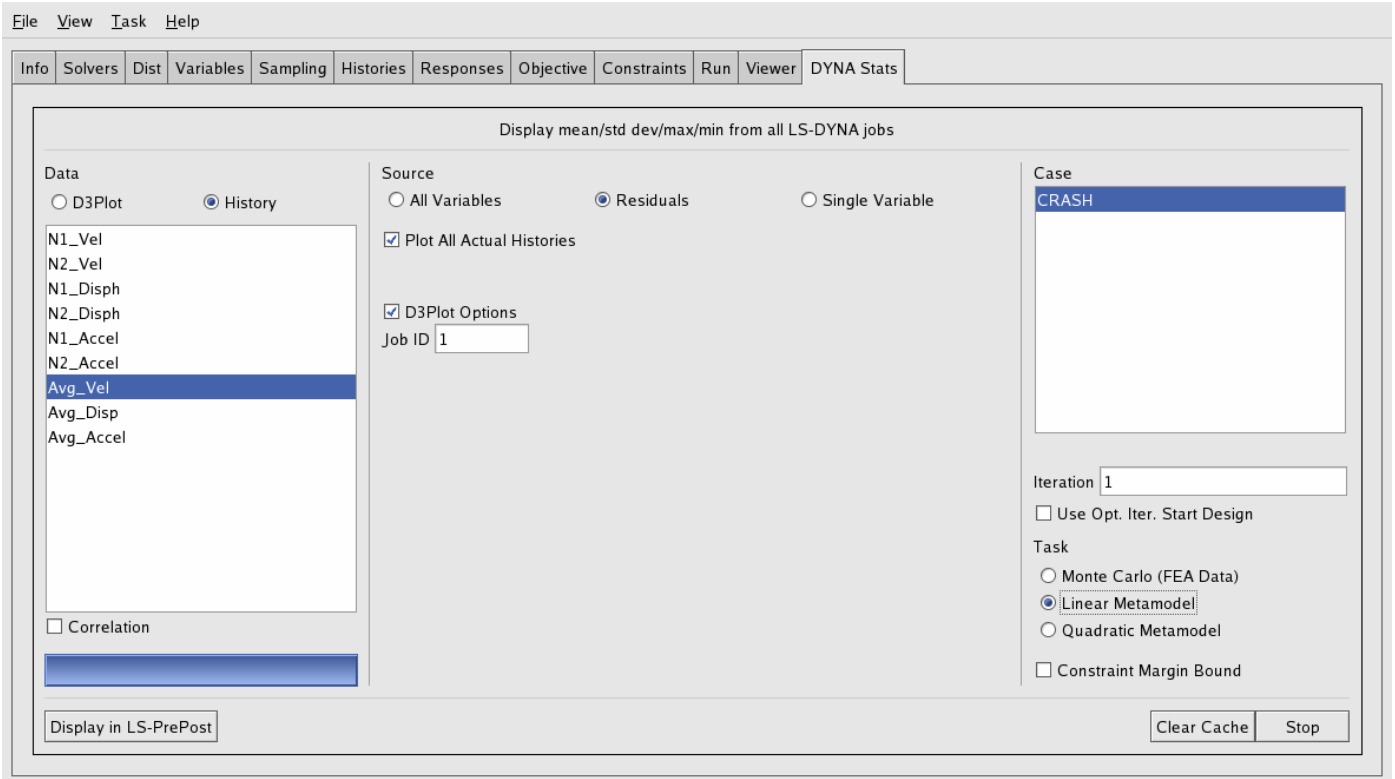 File View Task Help
Info Solvers Dist Variables Sampling Histories Responses Objective Constraints Run Viewer DYNA Stats
Display mean/std dev/max/min from all LS-DYNA jobs
Data
D3Plot History
N1_Vel
N2_Vel
N1_Disph
N2_Disph
N1_Accel
N2_Accel
Avg_Vel
Avg_Disp
Avg_Accel
Correlation
Source
All Variables Residuals Single Variable
Plot All Actual Histories
D3Plot Options
Job ID 1
Case
CRASH
Iteration 1
Use Opt. Iter. Start Design
Task
Monte Carlo (FEA Data)
Linear Metamodel
Quadratic Metamodel
Constraint Margin Bound
Display in LS-PrePost
Clear Cache Stop